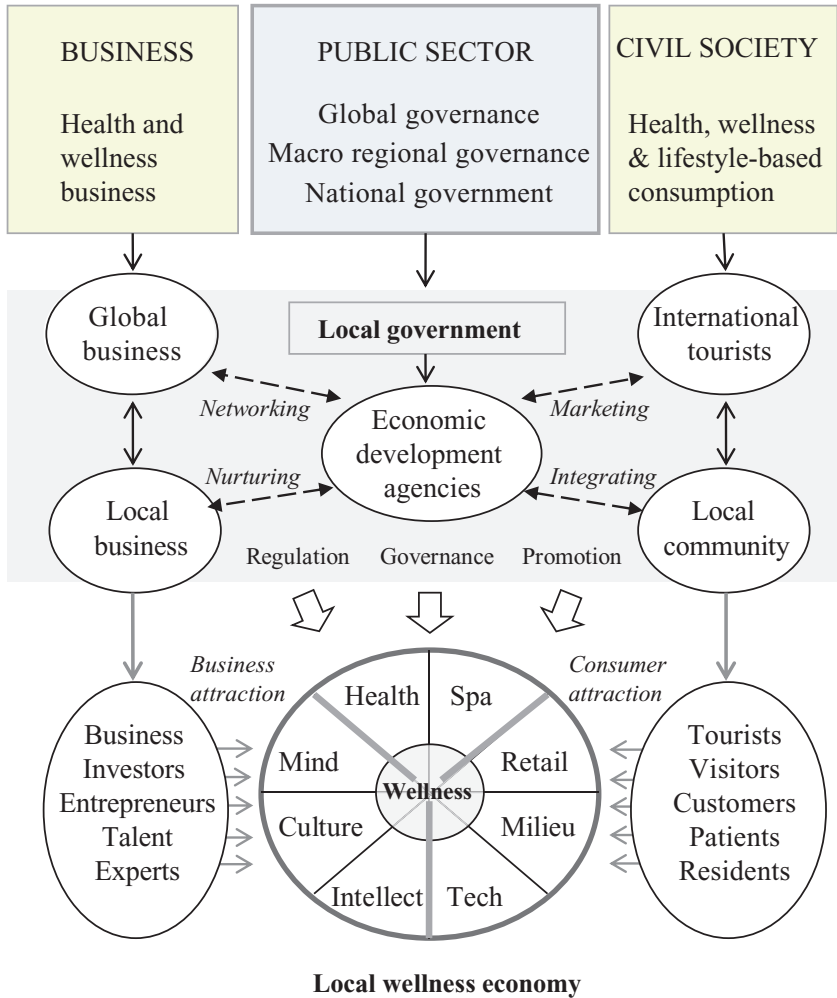 BUSINESS
Health and
wellness
business
PUBLIC SECTOR
Global governance
Macro regional governance
National government
CIVIL SOCIETY
Health, wellness
& lifestyle-based
consumption
Global
business
Local government
International
tourists
Networking
Marketing
Economic
development
agencies
Nurturing
Integrating
Local
business
Local
community
Regulation
Governance
Promotion
Business
attraction
Consumer
attraction
Business
Investors
Entrepreneurs
Talent
Experts
Health
Spa
Mind
Retail
Wellness
Culture
Milieu
Intellect
Tech
Tourists
Visitors
Customers
Patients
Residents
Local wellness economy